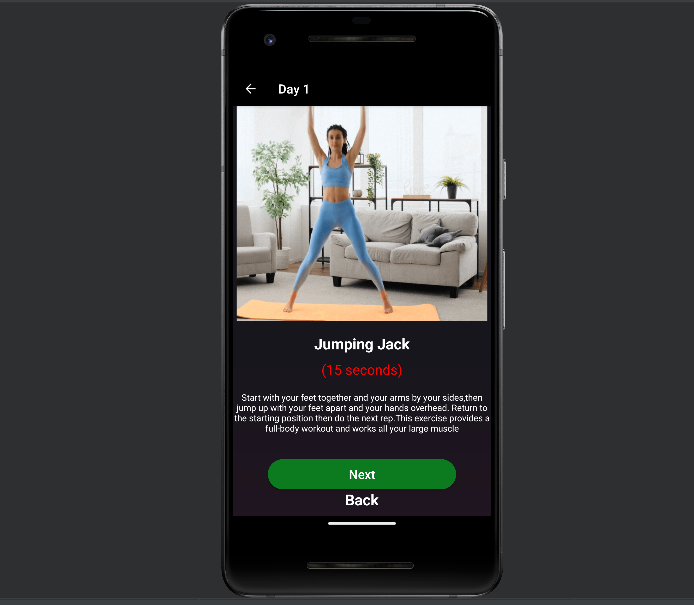 Day 1
Jumping Jack
(15 seconds)
Start with your feet together and your arms by your sides,then
jump up with your feet apart and your hands overhead. Return to
the starting position then do the next rep.This exercise provides a
full-body workout and works all your large muscle
Next
Back